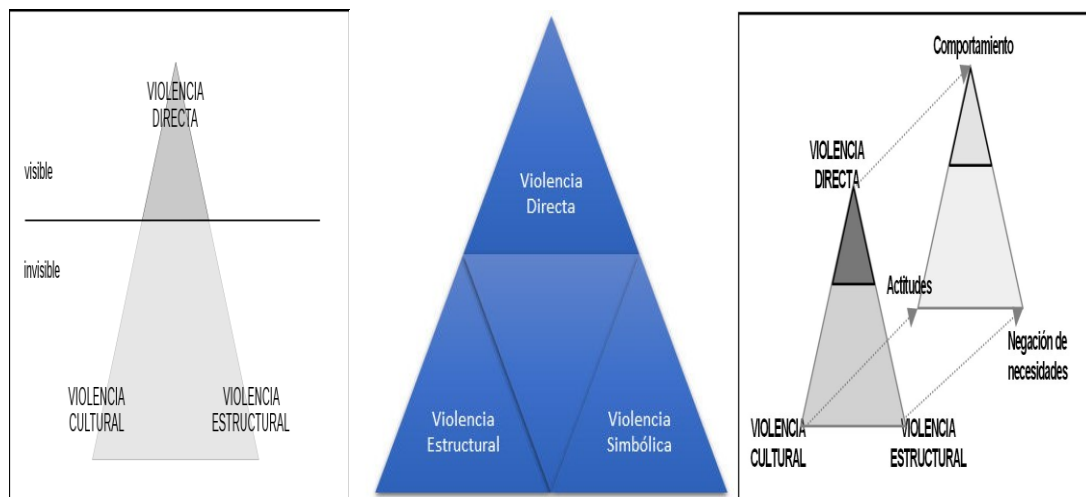 VIOLENCIA
DIRECTA
visible
invisible
VIOLENCIA
CULTURAL
VIOLENCIA
ESTRUCTURAL
Violencia
Directa
Violencia
Estructural
Violencia
Simbólica
Comportamiento
VIOLENCIA
DIRECTA
Actitudes
Negación de
necesidades
VIOLENCIA
CULTURAL
VIOLENCIA
ESTRUCTURAL